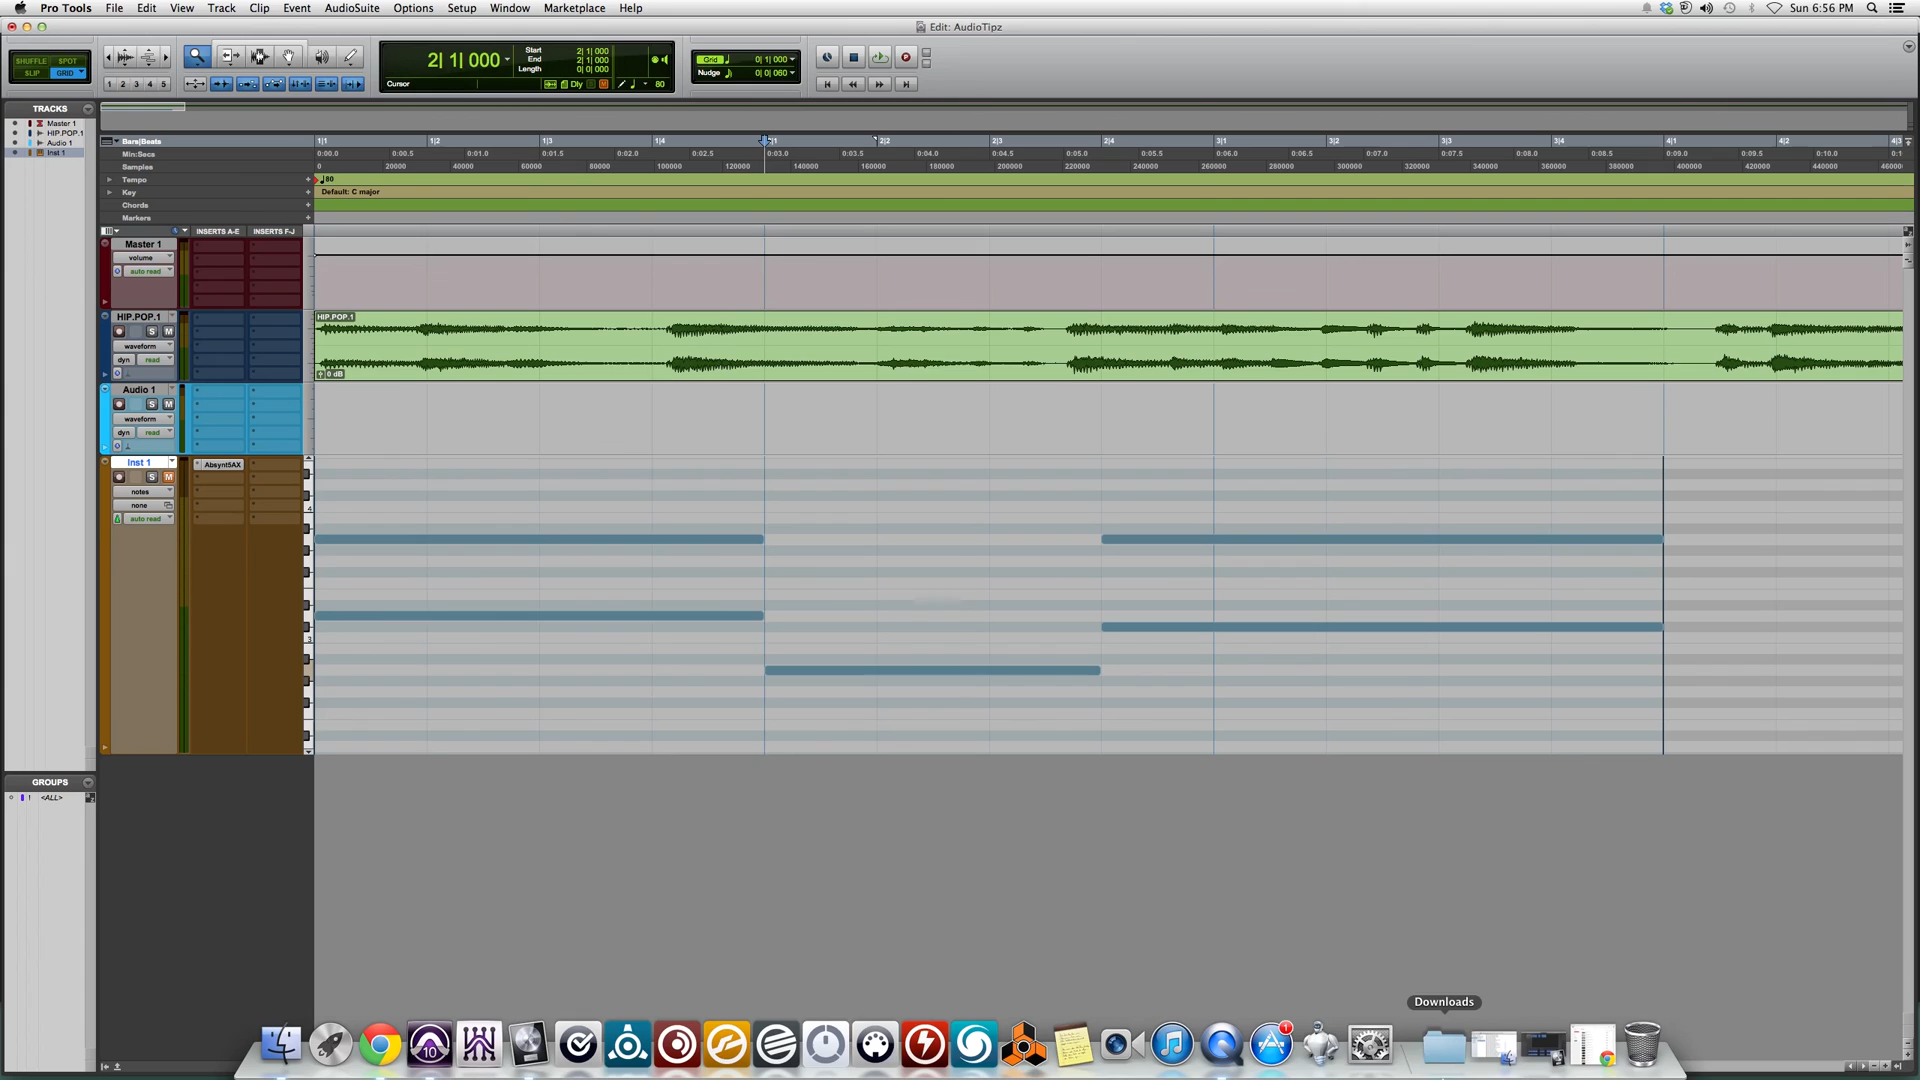 Pro Tools File Edit View Track Clip Event AudioSuite Options Setup Window Marketplace Help Sun 6:56 PM
Edit: AudioTipz
SHUFFLE SPOT
SLIP GRID
1 2 3 4 5
2| 1| 000
Start 2| 1| 000
End 2| 1| 000
Length 0| 0| 000
Cursor Dly 80
Grid 0| 1| 000
Nudge 0| 0| 060
TRACKS
Master 1
HIP.POP.1
Audio 1
Inst 1
Bars|Beats 1|1 1|2 1|3 1|4 2|1 2|2 2|3 2|4 3|1 3|2 3|3 3|4 4|1 4|2 4|3
Min:Secs 0:00.0 0:00.5 0:01.0 0:01.5 0:02.0 0:02.5 0:03.0 0:03.5 0:04.0 0:04.5 0:05.0 0:05.5 0:06.0 0:06.5 0:07.0 0:07.5 0:08.0 0:08.5 0:09.0 0:09.5 0:10.0
Samples 20000 40000 60000 80000 100000 120000 140000 160000 180000 200000 220000 240000 260000 280000 300000 320000 340000 360000 380000 400000 420000 440000
Tempo 80
Key Default: C major
Chords
Markers
INSERTS A-E INSERTS F-J
Master 1
volume
auto read
HIP.POP.1
S M
waveform
dyn read
HIP.POP.1
0 dB
Audio 1
S M
waveform
dyn read
Inst 1 Absynt5AX
S M
notes
none
auto read
4
3
GROUPS
! <ALL>
Downloads
10
1